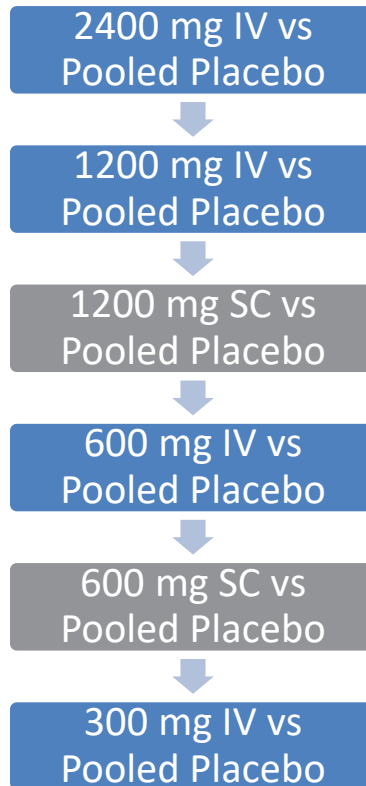 2400 mg IV vs
Pooled Placebo
1200 mg IV vs
Pooled Placebo
1200 mg SC vs
Pooled Placebo
600 mg IV vs
Pooled Placebo
600 mg SC vs
Pooled Placebo
300 mg IV vs
Pooled Placebo